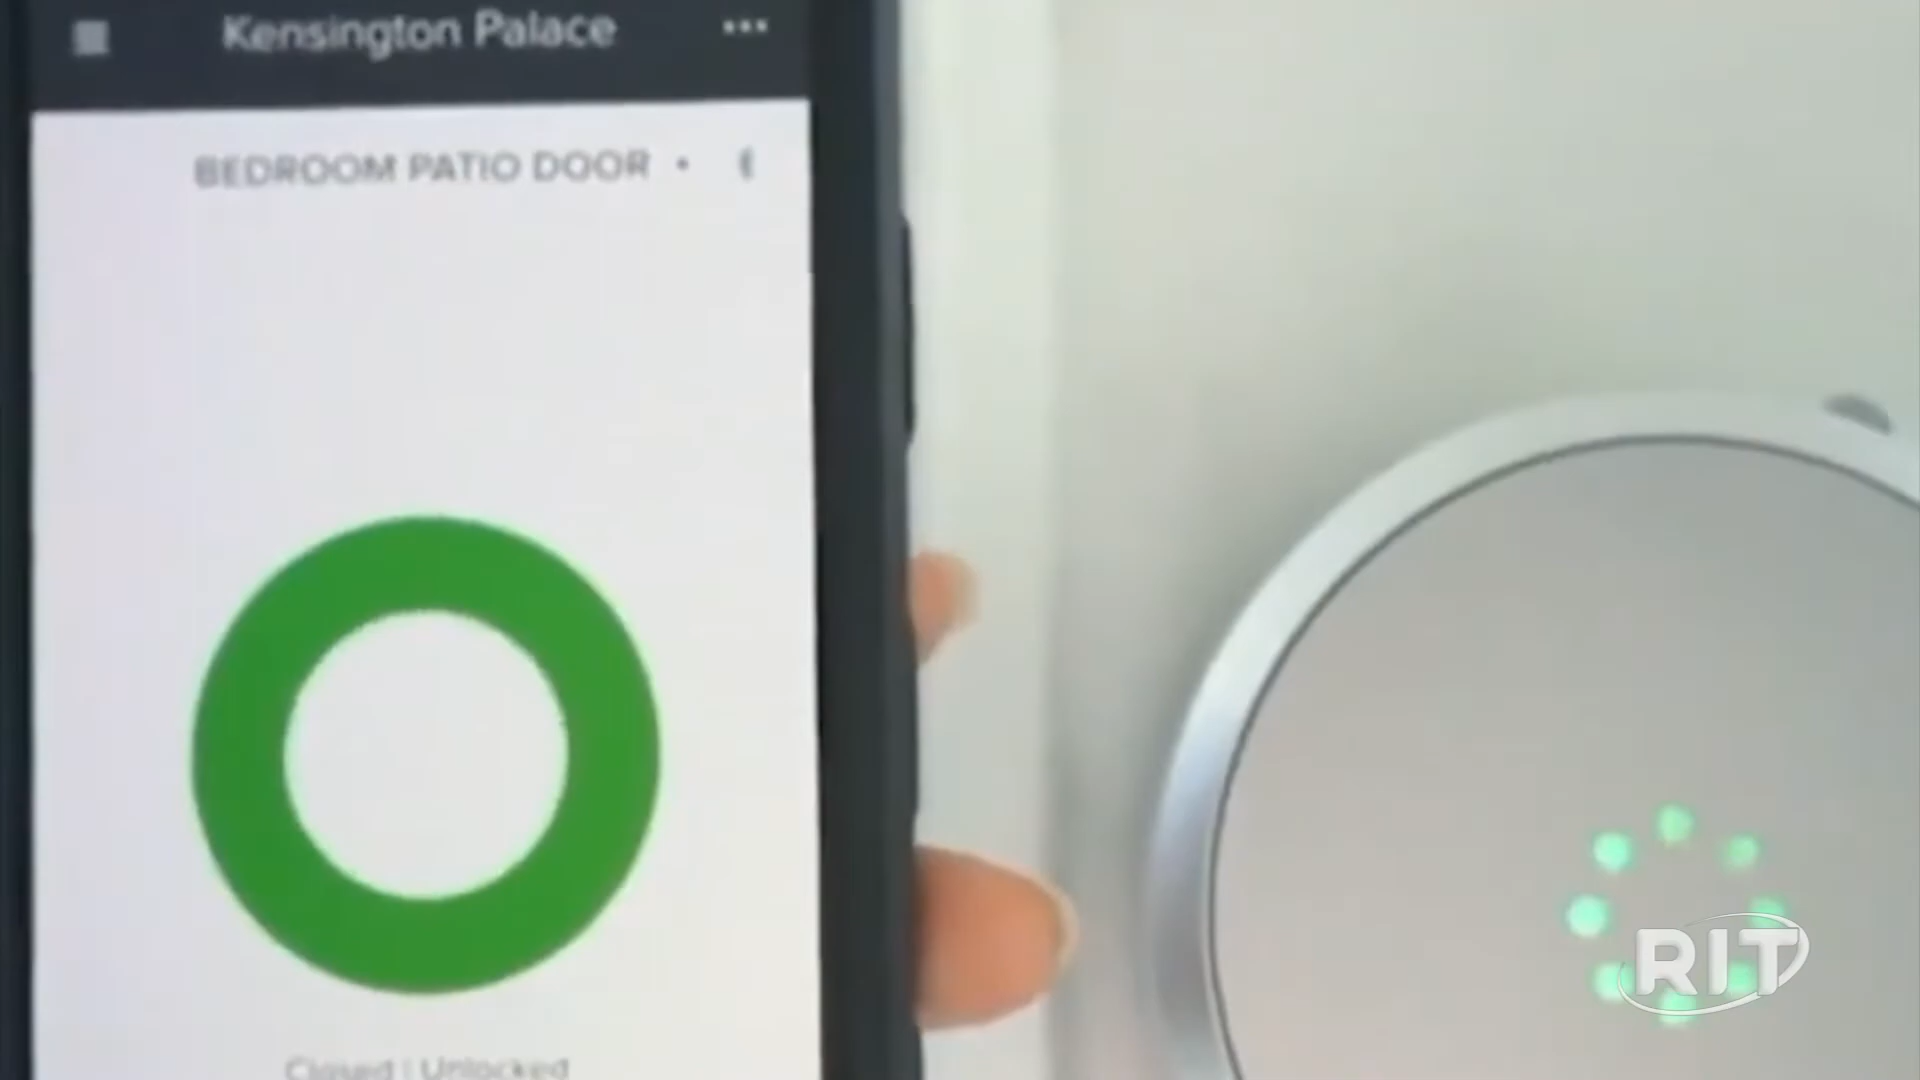 Kensington Palace
BEDROOM PATIO DOOR
Closed | Unlocked
RIT